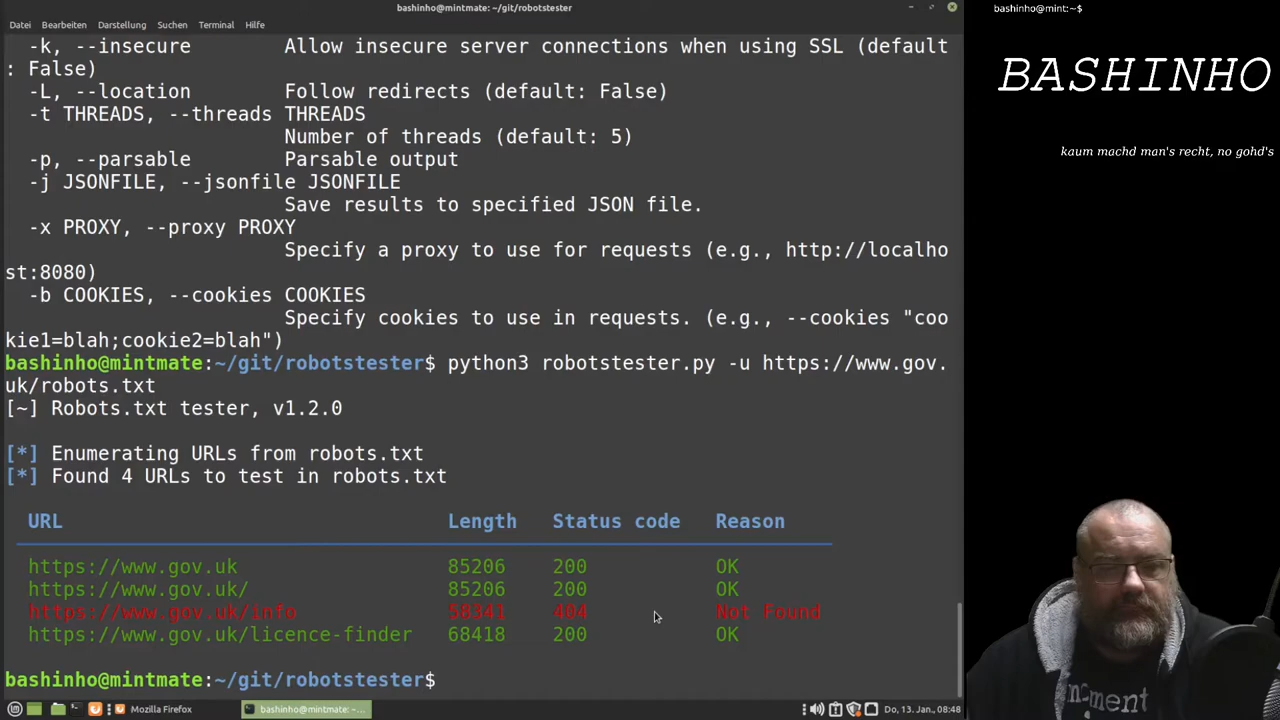 bashinho@mintmate: ~/git/robotstester
bashinho@mint:~$
Datei Bearbeiten Darstellung Suchen Terminal Hilfe
-k, --insecure Allow insecure server connections when using SSL (default
: False)
-L, --location Follow redirects (default: False)
-t THREADS, --threads THREADS
Number of threads (default: 5)
-p, --parsable Parsable output
-j JSONFILE, --jsonfile JSONFILE
Save results to specified JSON file.
-x PROXY, --proxy PROXY
Specify a proxy to use for requests (e.g., http://localho
st:8080)
-b COOKIES, --cookies COOKIES
Specify cookies to use in requests. (e.g., --cookies "coo
kie1=blah;cookie2=blah")
bashinho@mintmate:~/git/robotstester$ python3 robotstester.py -u https://www.gov.
uk/robots.txt
[~] Robots.txt tester, v1.2.0
[*] Enumerating URLs from robots.txt
[*] Found 4 URLs to test in robots.txt
URL Length Status code Reason
https://www.gov.uk 85206 200 OK
https://www.gov.uk/ 85206 200 OK
https://www.gov.uk/info 58341 404 Not Found
https://www.gov.uk/licence-finder 68418 200 OK
bashinho@mintmate:~/git/robotstester$
Mozilla Firefox
bashinho@mintmate: ~...
Do, 13. Jan., 08:48
BASHINHO
kaum machd man's recht, no gohd's